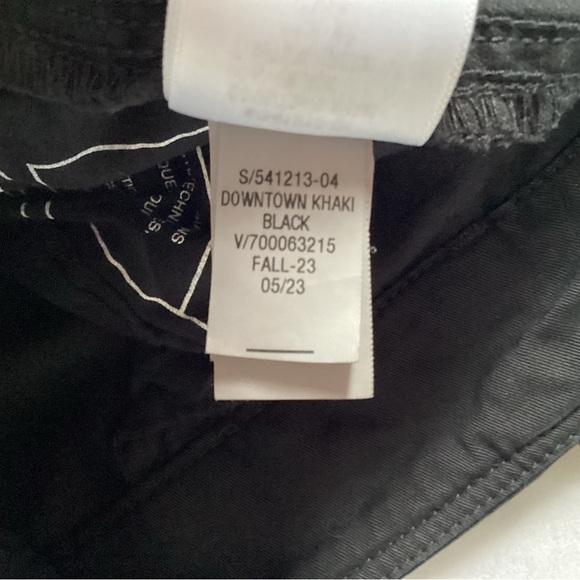 S/541213-04
DOWNTOWN KHAKI
BLACK
V/700063215
FALL-23
05/23